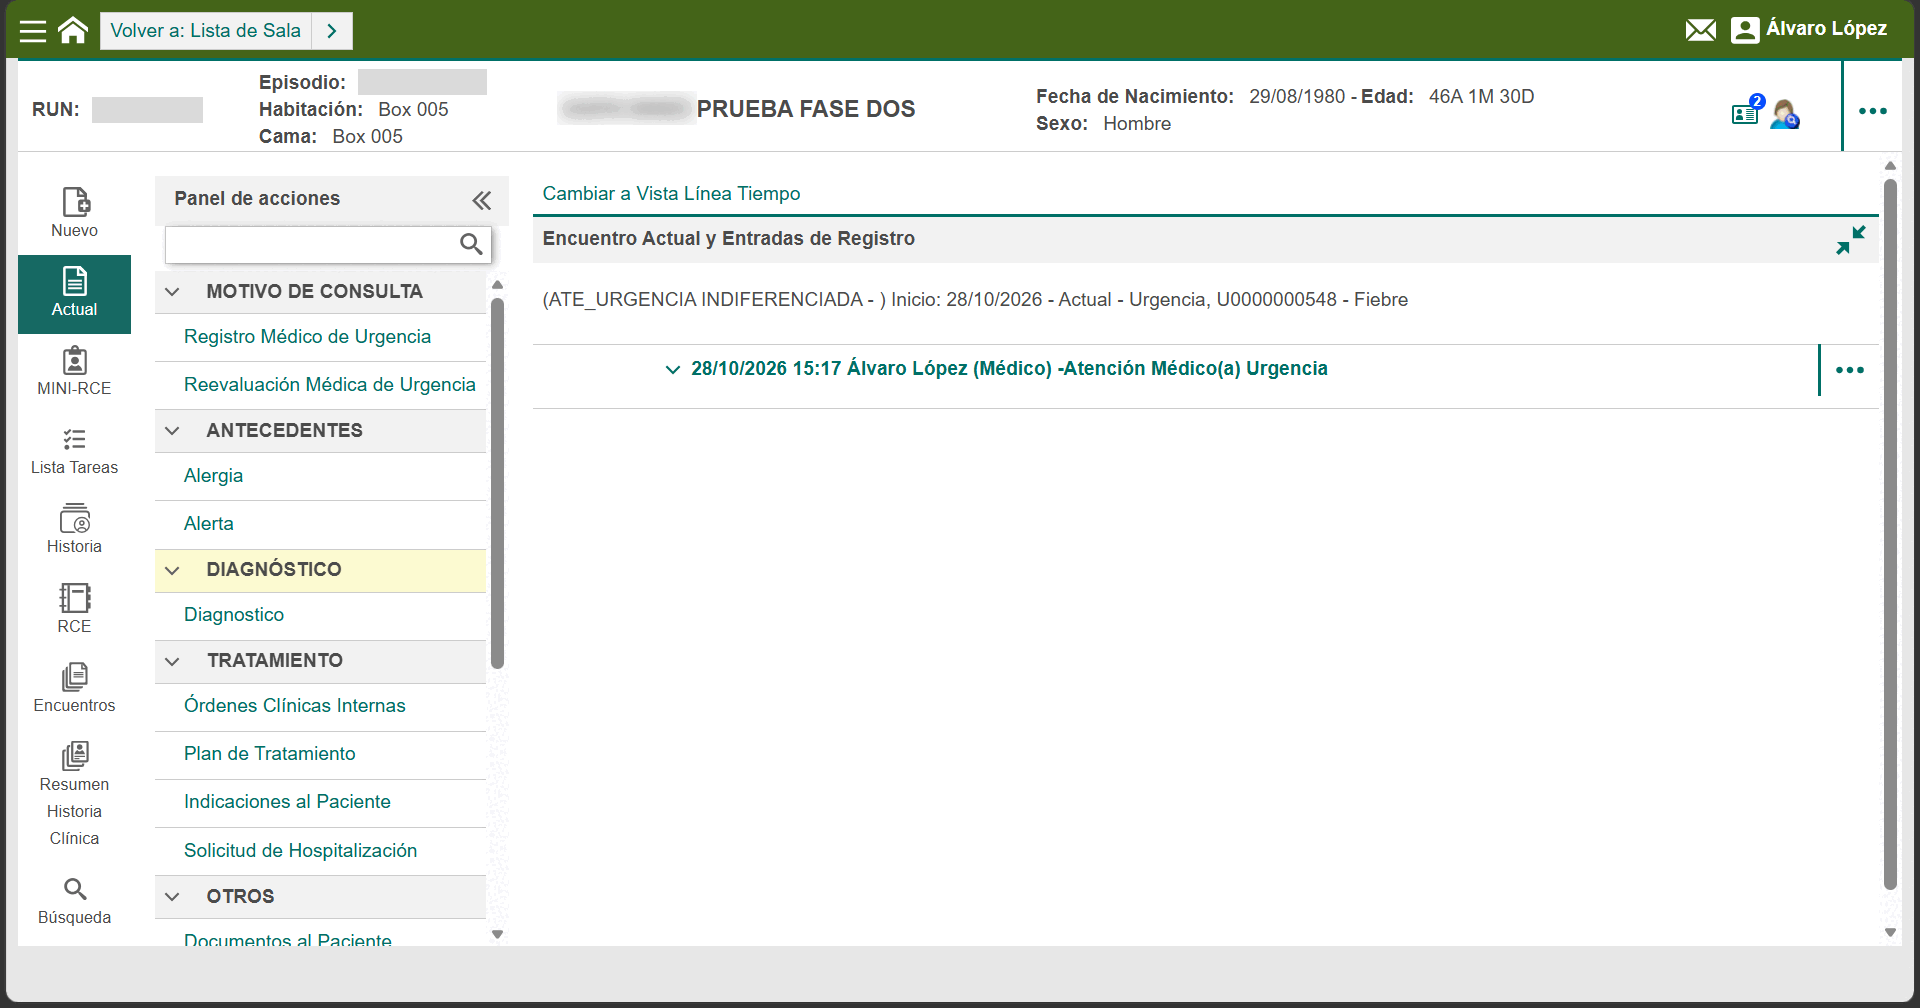 Volver a: Lista de Sala
Álvaro López
RUN:
Episodio:
Habitación: Box 005
Cama: Box 005
PRUEBA FASE DOS
Fecha de Nacimiento: 29/08/1980 - Edad: 46A 1M 30D
Sexo: Hombre
2
Nuevo
Actual
MINI-RCE
Lista Tareas
Historia
RCE
Encuentros
Resumen
Historia
Clínica
Búsqueda
Panel de acciones
MOTIVO DE CONSULTA
Registro Médico de Urgencia
Reevaluación Médica de Urgencia
ANTECEDENTES
Alergia
Alerta
DIAGNÓSTICO
Diagnostico
TRATAMIENTO
Órdenes Clínicas Internas
Plan de Tratamiento
Indicaciones al Paciente
Solicitud de Hospitalización
OTROS
Documentos al Paciente
Cambiar a Vista Línea Tiempo
Encuentro Actual y Entradas de Registro
(ATE_URGENCIA INDIFERENCIADA - ) Inicio: 28/10/2026 - Actual - Urgencia, U0000000548 - Fiebre
28/10/2026 15:17 Álvaro López (Médico) -Atención Médico(a) Urgencia